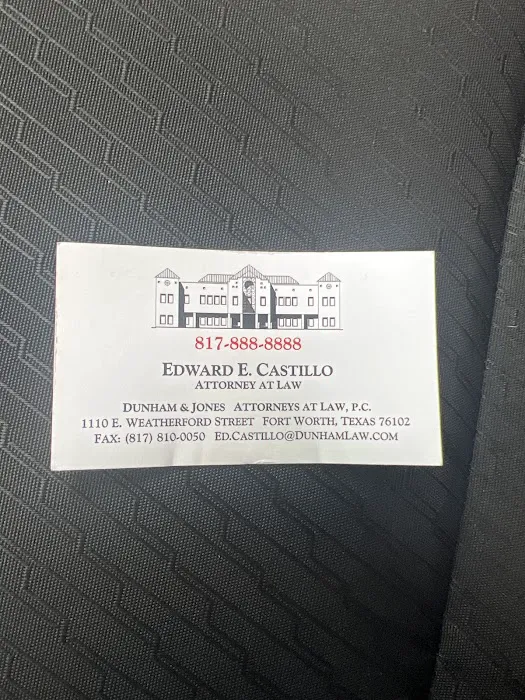 817-888-8888
EDWARD E. CASTILLO
ATTORNEY AT LAW
DUNHAM & JONES ATTORNEYS AT LAW, P.C.
1110 E. WEATHERFORD STREET FORT WORTH, TEXAS 76102
FAX: (817) 810-0050 ED.CASTILLO@DUNHAMLAW.COM